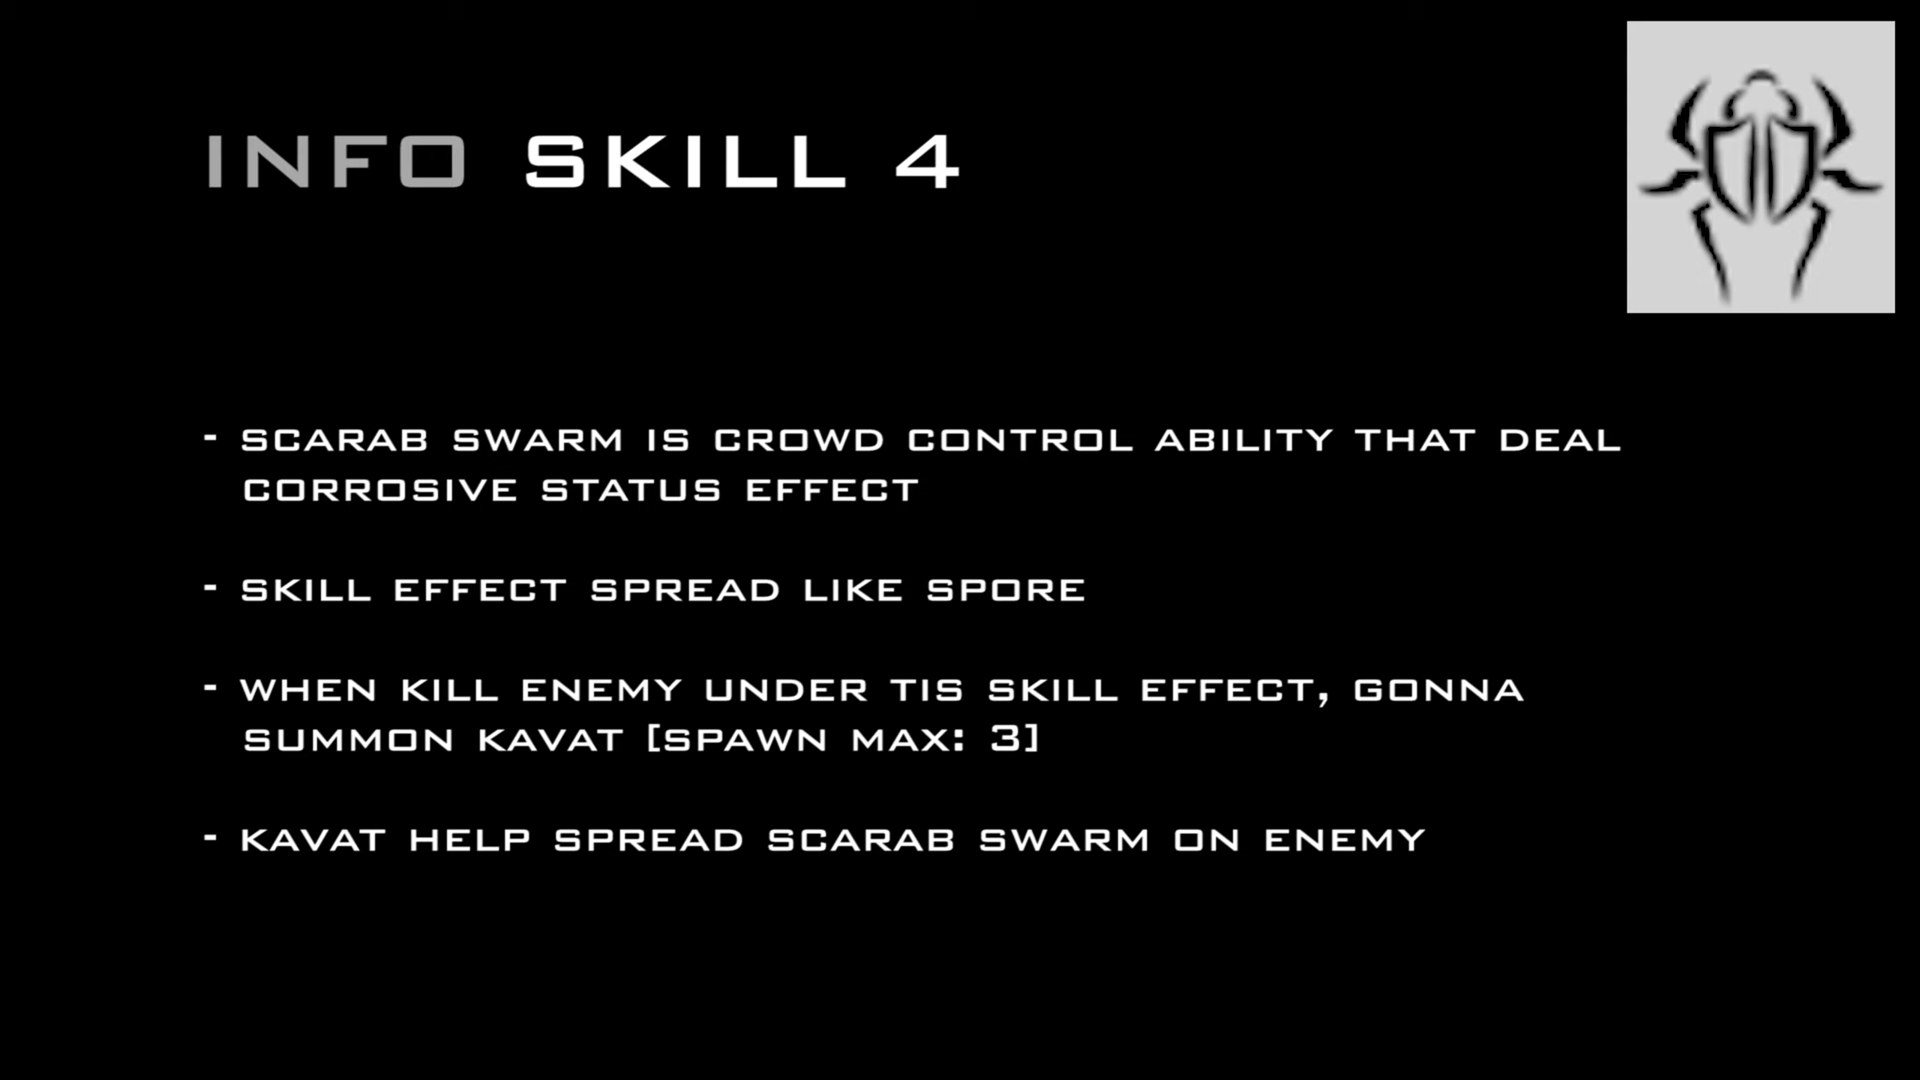 INFO SKILL 4
- SCARAB SWARM IS CROWD CONTROL ABILITY THAT DEAL
CORROSIVE STATUS EFFECT
- SKILL EFFECT SPREAD LIKE SPORE
- WHEN KILL ENEMY UNDER TIS SKILL EFFECT, GONNA
SUMMON KAVAT [SPAWN MAX: 3]
- KAVAT HELP SPREAD SCARAB SWARM ON ENEMY